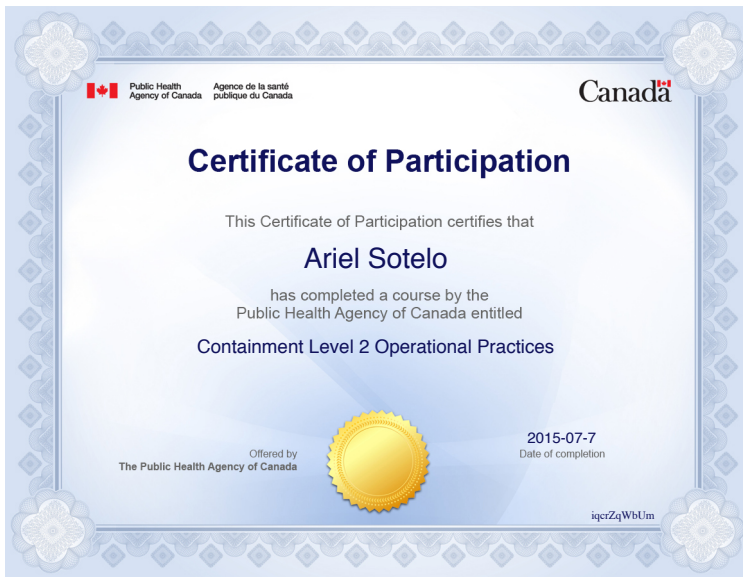 Public Health Agence de la santé
Agency of Canada publique du Canada
Canada
Certificate of Participation
This Certificate of Participation certifies that
Ariel Sotelo
has completed a course by the
Public Health Agency of Canada entitled
Containment Level 2 Operational Practices
Offered by
The Public Health Agency of Canada
2015-07-7
Date of completion
iqcrZqWbUm